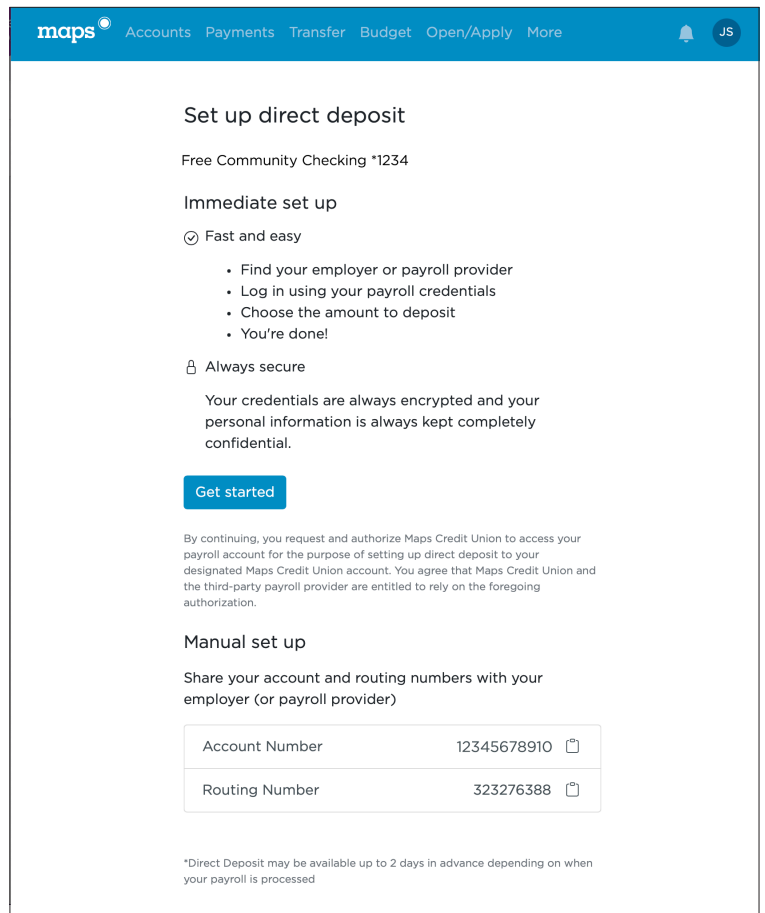 maps Accounts Payments Transfer Budget Open/Apply More JS
Set up direct deposit
Free Community Checking *1234
Immediate set up
Fast and easy
• Find your employer or payroll provider
• Log in using your payroll credentials
• Choose the amount to deposit
• You're done!
Always secure
Your credentials are always encrypted and your
personal information is always kept completely
confidential.
Get started
By continuing, you request and authorize Maps Credit Union to access your
payroll account for the purpose of setting up direct deposit to your
designated Maps Credit Union account. You agree that Maps Credit Union and
the third-party payroll provider are entitled to rely on the foregoing
authorization.
Manual set up
Share your account and routing numbers with your
employer (or payroll provider)
Account Number 12345678910
Routing Number 323276388
*Direct Deposit may be available up to 2 days in advance depending on when
your payroll is processed